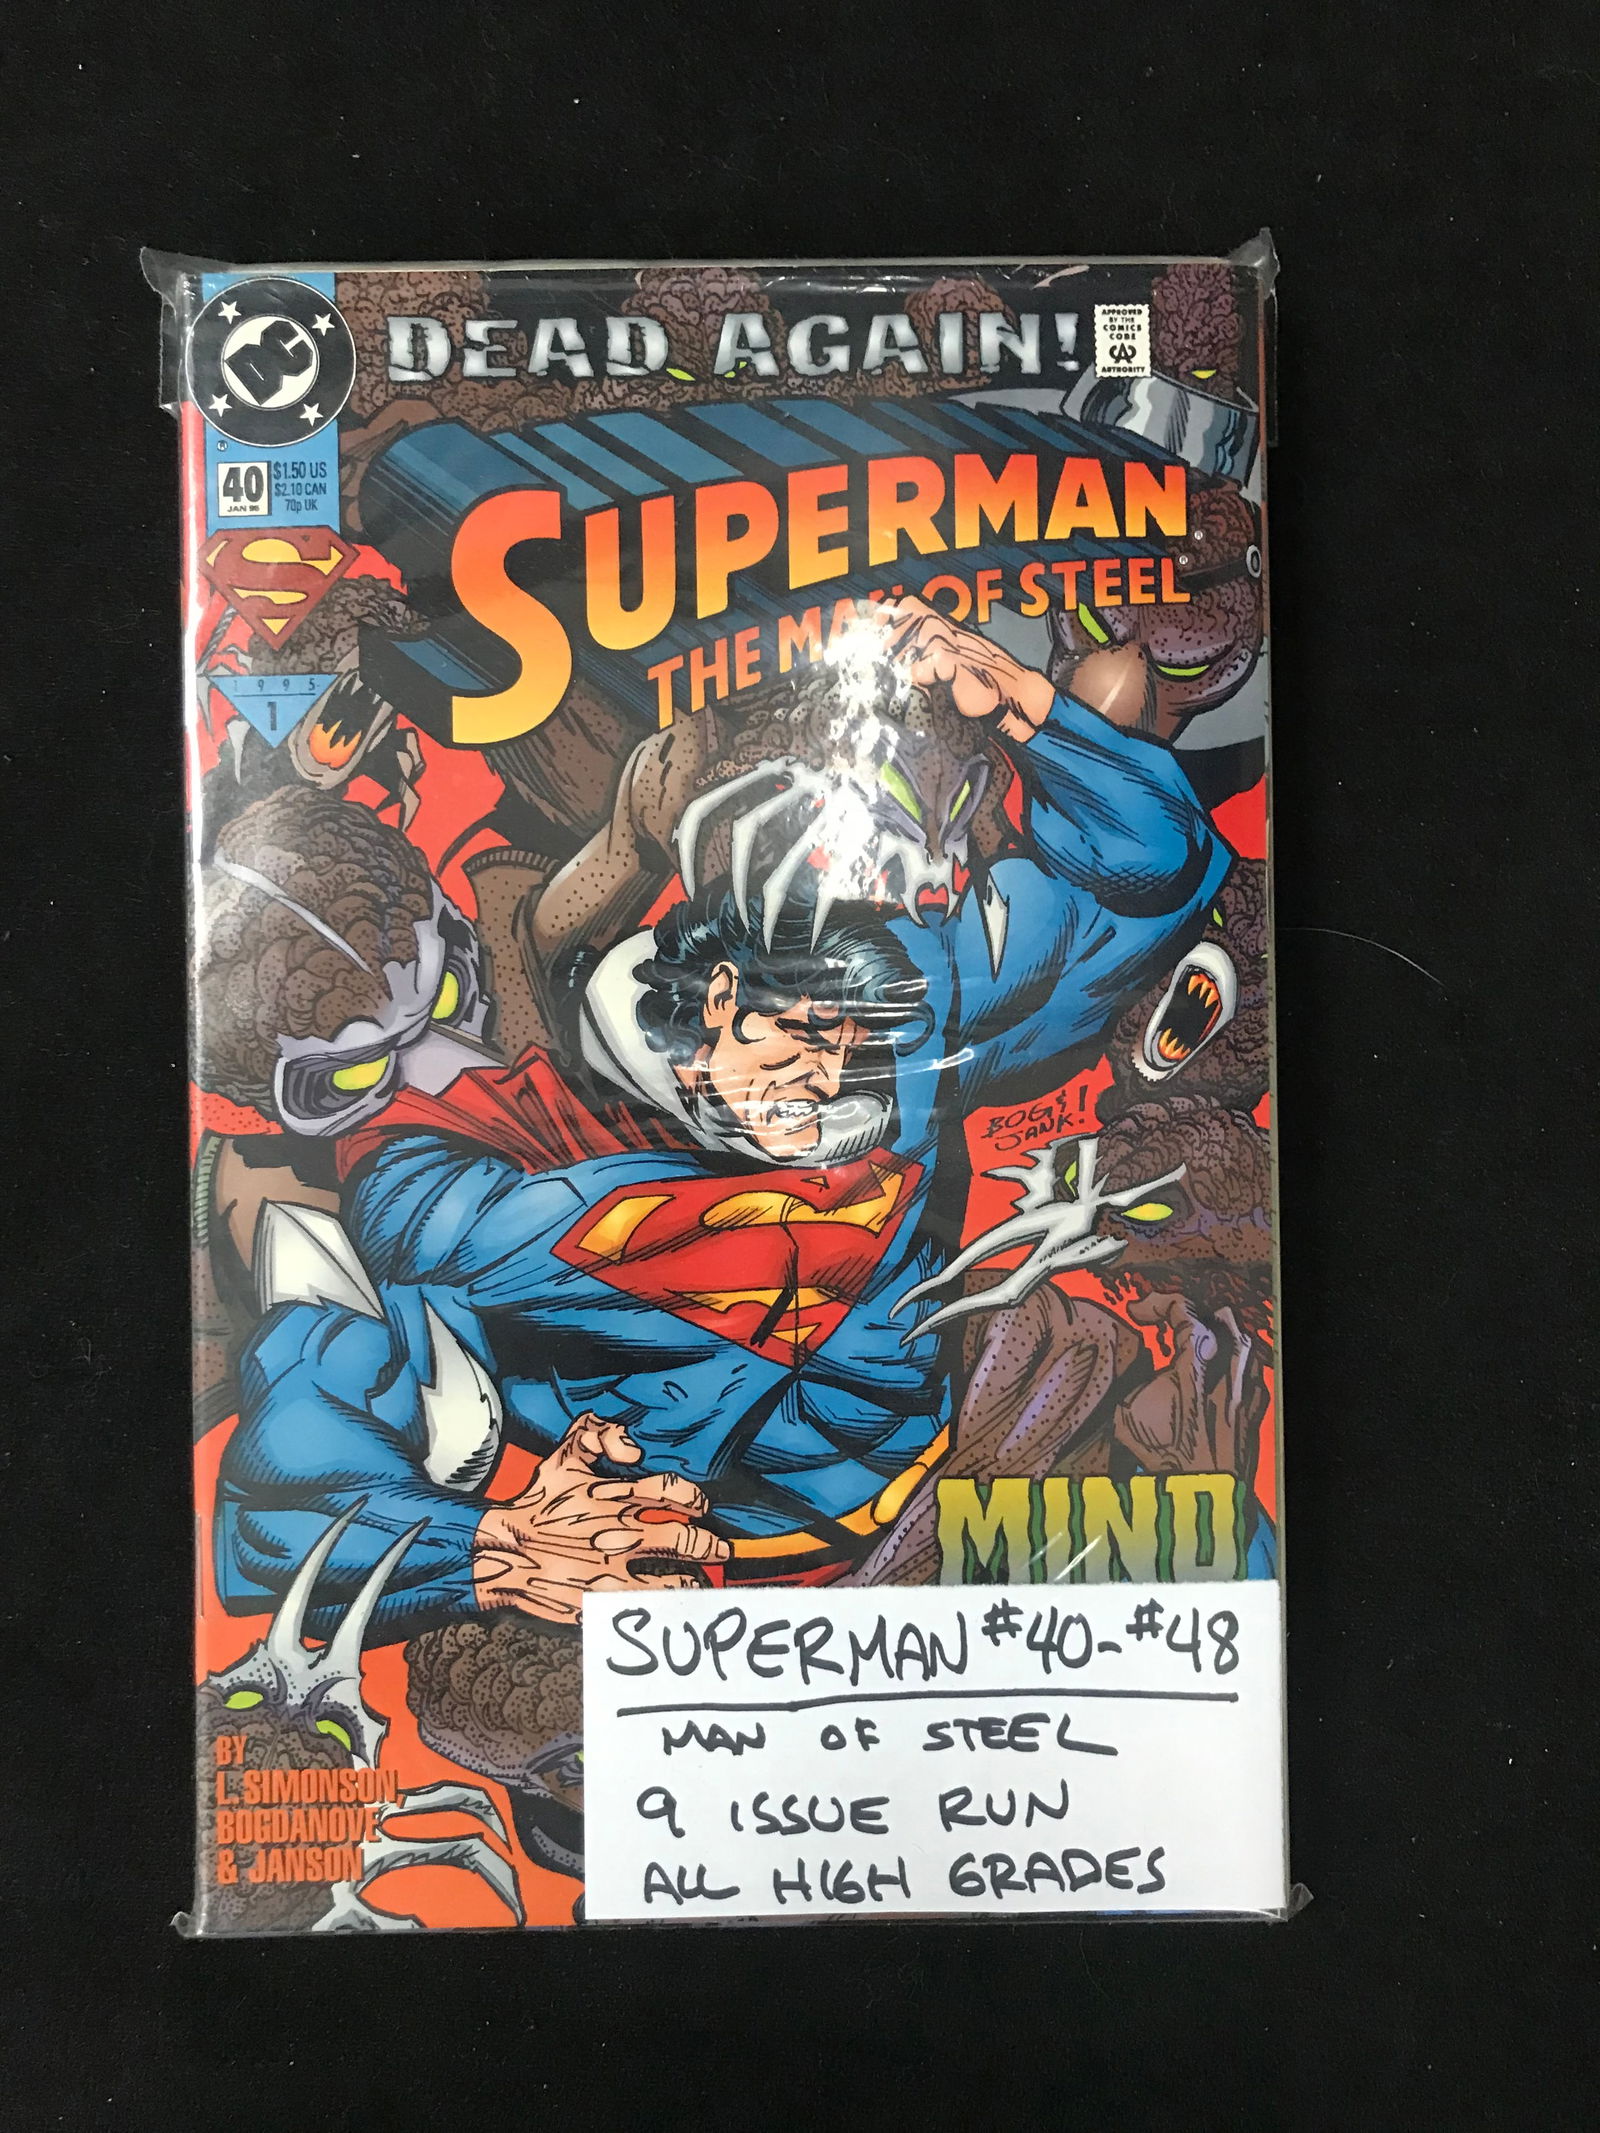 DEAD AGAIN!
APPROVED
BY THE
COMICS
CODE
CA
AUTHORITY
DC
®
40
JAN 95
$1.50 US
$2.10 CAN
70p UK
SUPERMAN®
THE MAN OF STEEL®
S
1995
1
BOG &
JANK!
S
MIND
BY
L. SIMONSON,
BOGDANOVE
& JANSON
SUPERMAN #40-#48
MAN OF STEEL
9 ISSUE RUN
ALL HIGH GRADES